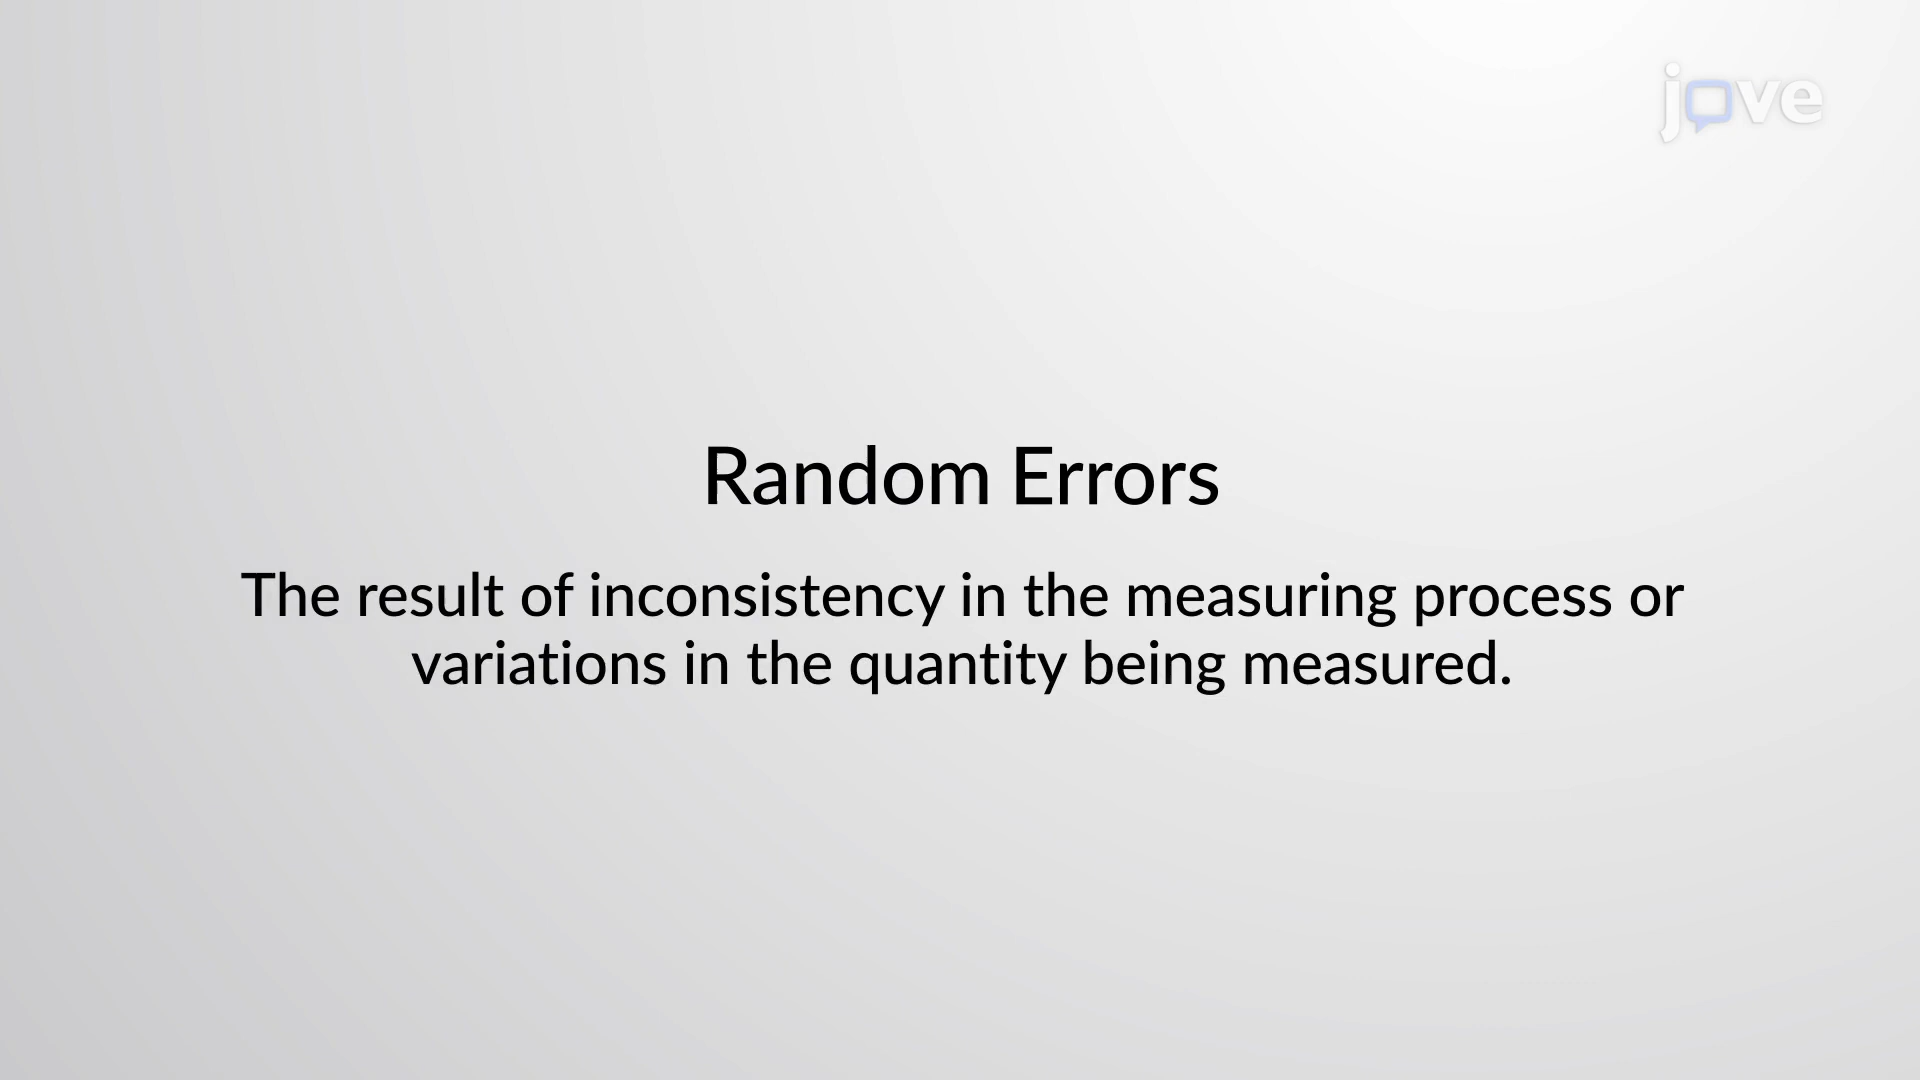 jove
Random Errors
The result of inconsistency in the measuring process or
variations in the quantity being measured.